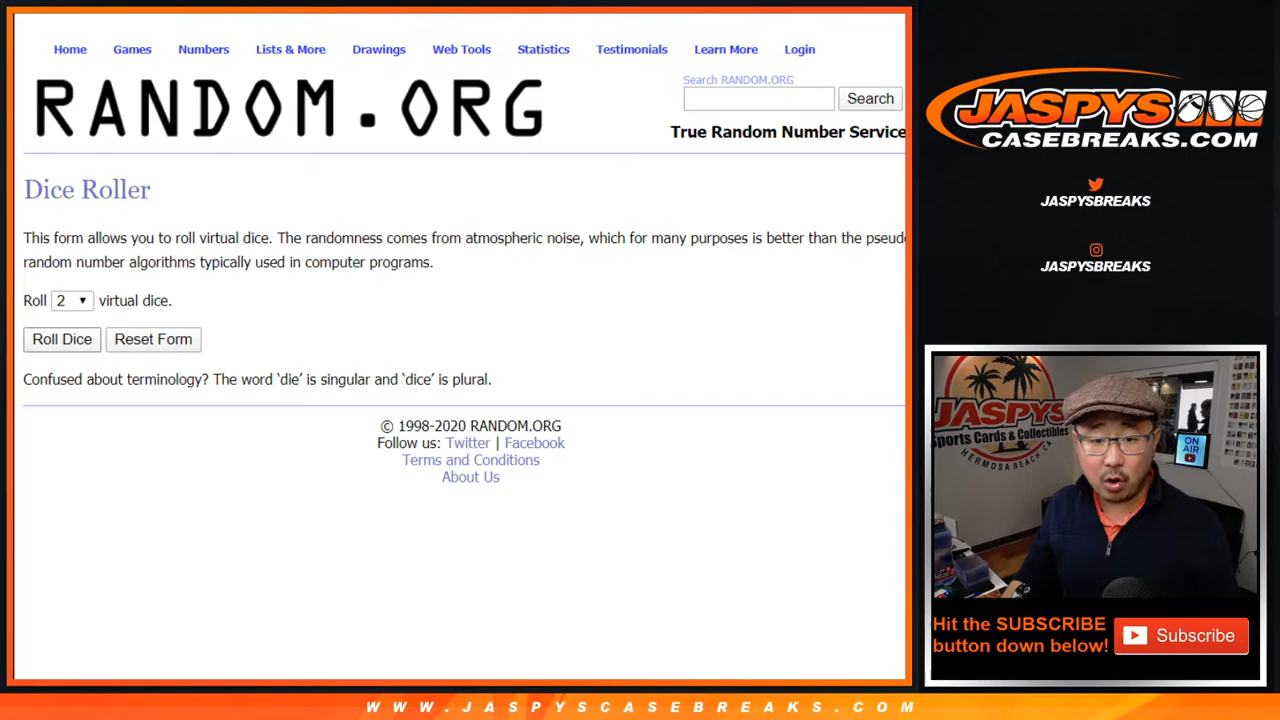 Home Games Numbers Lists & More Drawings Web Tools Statistics Testimonials Learn More Login
RANDOM.ORG
Search RANDOM.ORG
Search
True Random Number Service
Dice Roller
This form allows you to roll virtual dice. The randomness comes from atmospheric noise, which for many purposes is better than the pseudo
random number algorithms typically used in computer programs.
Roll 2 virtual dice.
Roll Dice Reset Form
Confused about terminology? The word ‘die’ is singular and ‘dice’ is plural.
© 1998-2020 RANDOM.ORG
Follow us: Twitter | Facebook
Terms and Conditions
About Us
JASPYS
CASEBREAKS.COM
JASPYSBREAKS
JASPYSBREAKS
JASPYS
Sports Cards & Collectibles
HERMOSA BEACH, CA
ON
AIR
Hit the SUBSCRIBE
button down below!
Subscribe
WWW.JASPYSCASEBREAKS.COM